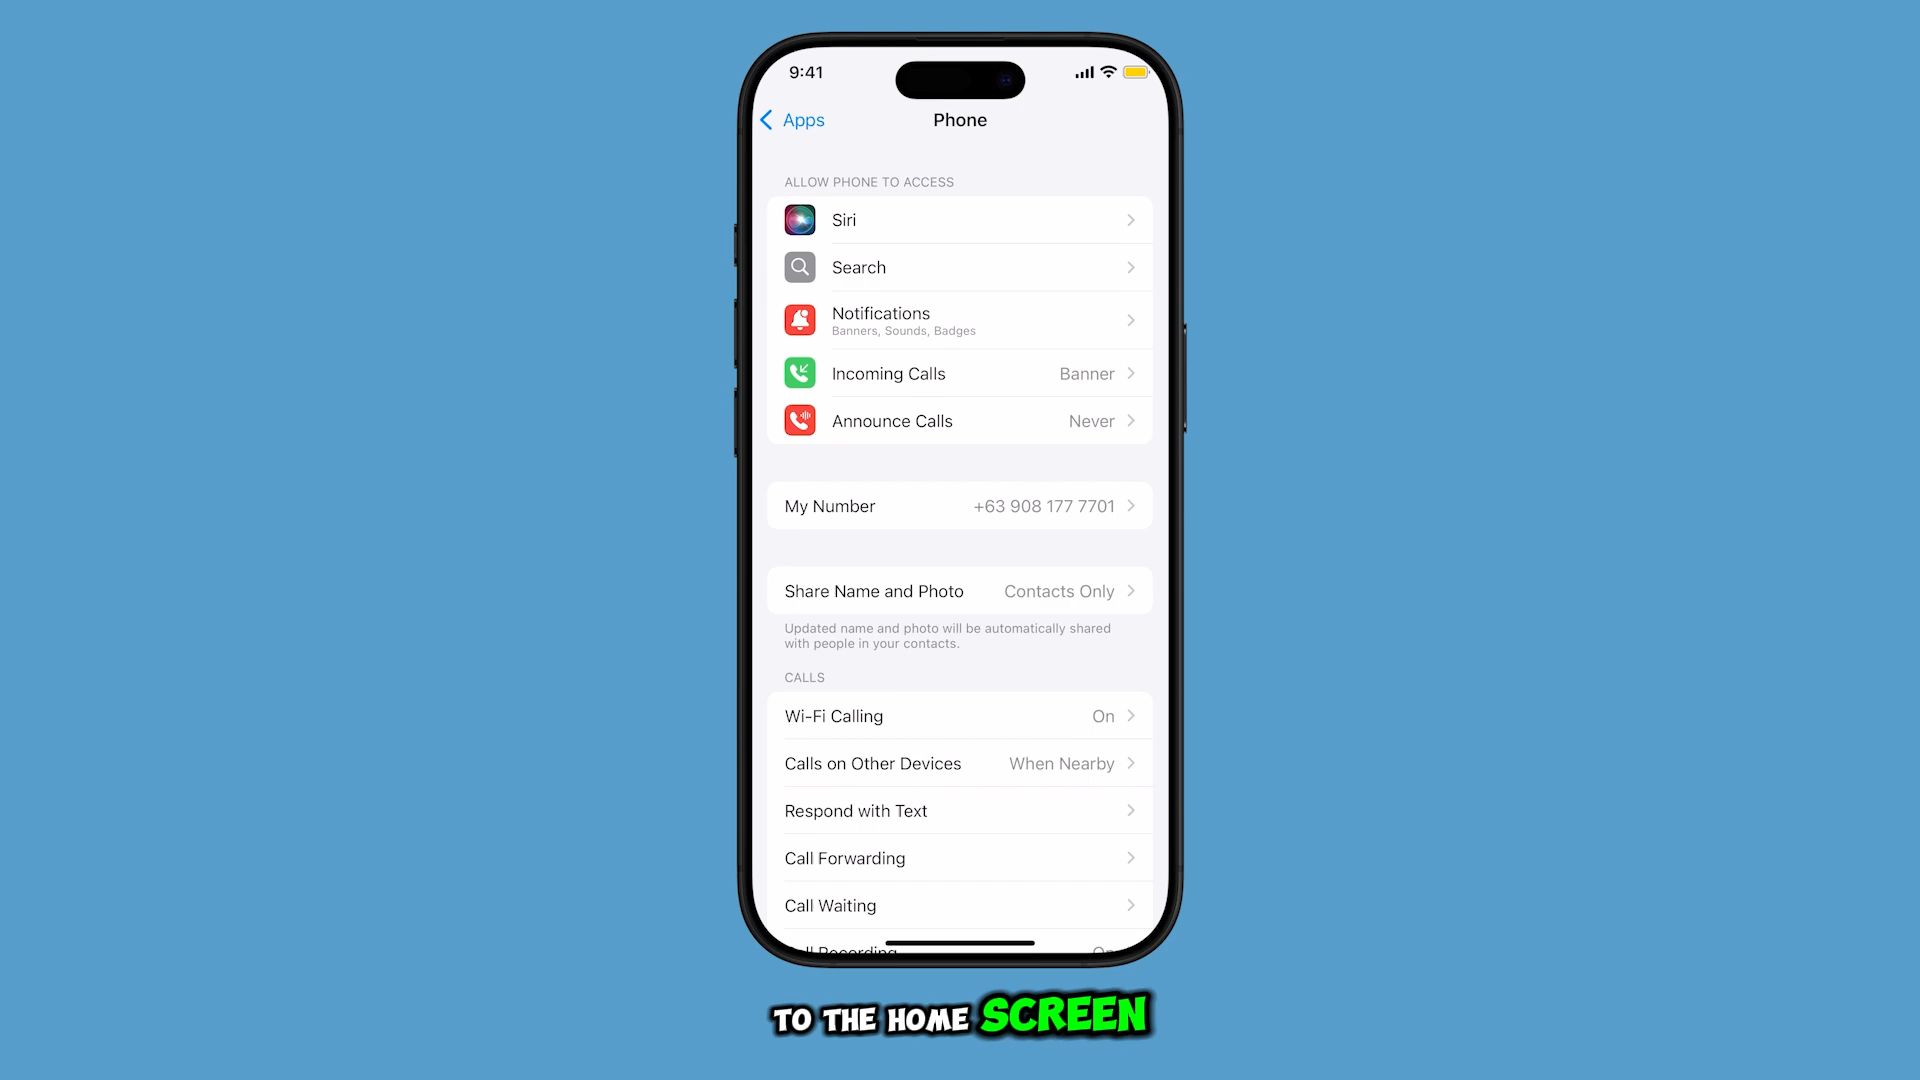 9:41
Apps
Phone
ALLOW PHONE TO ACCESS
Siri
Search
Notifications
Banners, Sounds, Badges
Incoming Calls Banner
Announce Calls Never
My Number +63 908 177 7701
Share Name and Photo Contacts Only
Updated name and photo will be automatically shared
with people in your contacts.
CALLS
Wi-Fi Calling On
Calls on Other Devices When Nearby
Respond with Text
Call Forwarding
Call Waiting
Call Recording On
TO THE HOME SCREEN